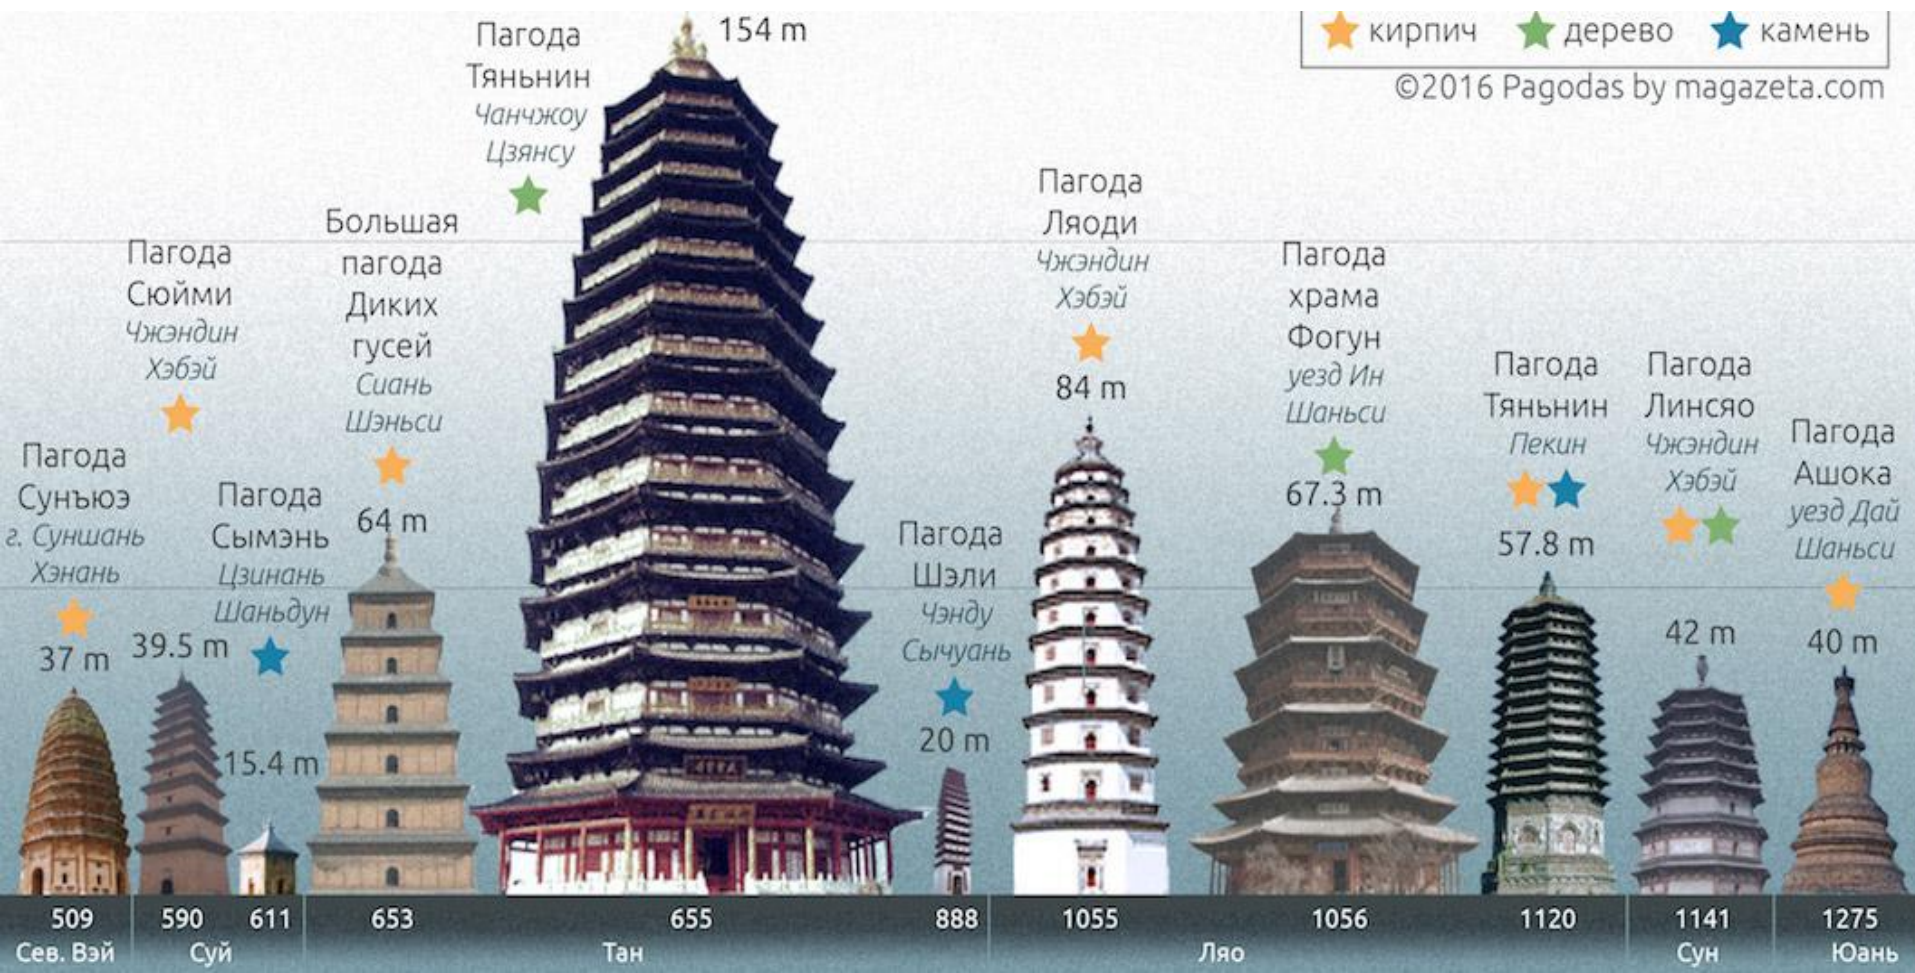 кирпич дерево камень
©2016 Pagodas by magazeta.com
Пагода
Сунъюэ
г. Суншань
Хэнань
37 m
Пагода
Сюйми
Чжэндин
Хэбэй
39.5 m
Пагода
Сымэнь
Цзинань
Шаньдун
15.4 m
Большая
пагода
Диких
гусей
Сиань
Шэньси
64 m
Пагода
Тяньнин
Чанчжоу
Цзянсу
154 m
Пагода
Шэли
Чэнду
Сычуань
20 m
Пагода
Ляоди
Чжэндин
Хэбэй
84 m
Пагода
храма
Фогун
уезд Ин
Шаньси
67.3 m
Пагода
Тяньнин
Пекин
57.8 m
Пагода
Линсяо
Чжэндин
Хэбэй
42 m
Пагода
Ашока
уезд Дай
Шаньси
40 m
509 590 611 653 655 888 1055 1056 1120 1141 1275
Сев. Вэй Суй Тан Ляо Сун Юань